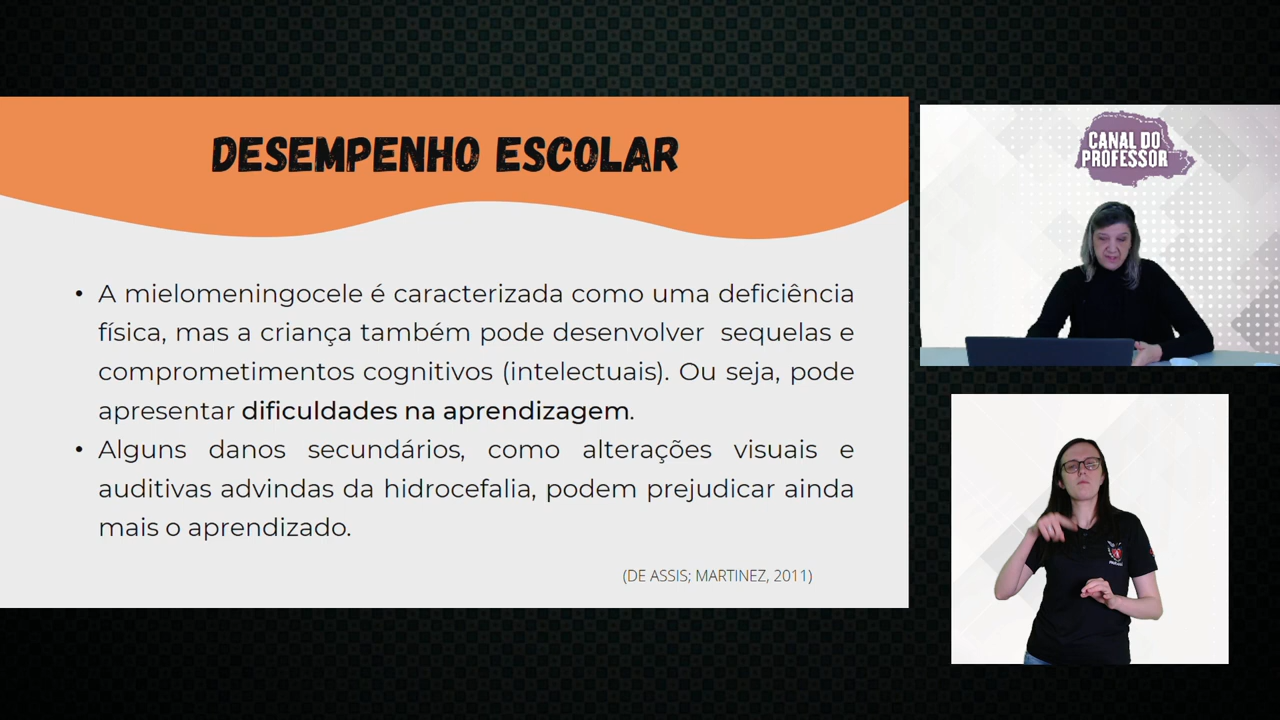 DESEMPENHO ESCOLAR
• A mielomeningocele é caracterizada como uma deficiência
física, mas a criança também pode desenvolver sequelas e
comprometimentos cognitivos (intelectuais). Ou seja, pode
apresentar dificuldades na aprendizagem.
• Alguns danos secundários, como alterações visuais e
auditivas advindas da hidrocefalia, podem prejudicar ainda
mais o aprendizado.
(DE ASSIS; MARTINEZ, 2011)
CANAL DO
PROFESSOR